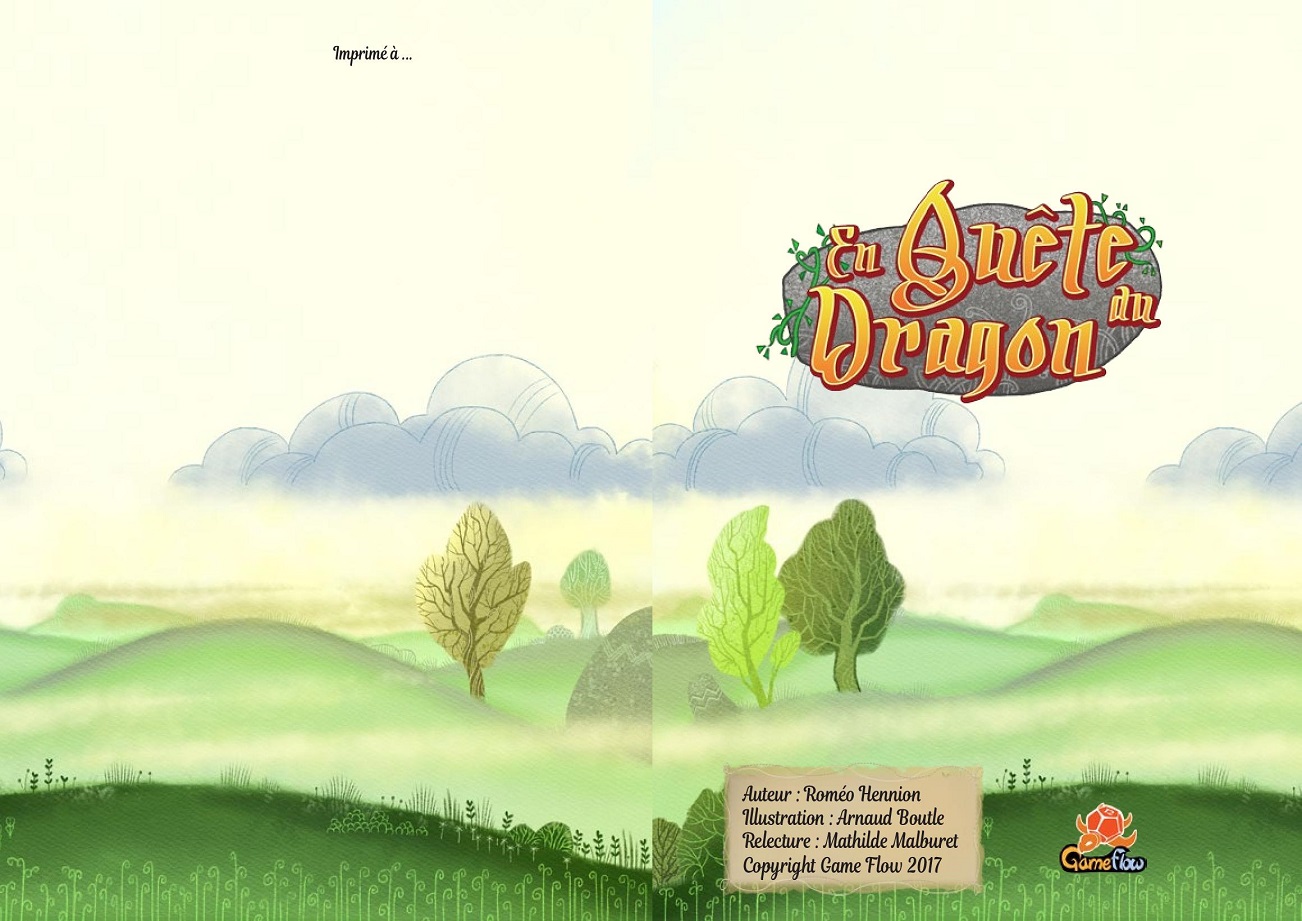 Imprimé à ...
En Quête
du
Dragon
Auteur : Roméo Hennion
Illustration : Arnaud Boutle
Relecture : Mathilde Malburet
Copyright Game Flow 2017
Gameflow